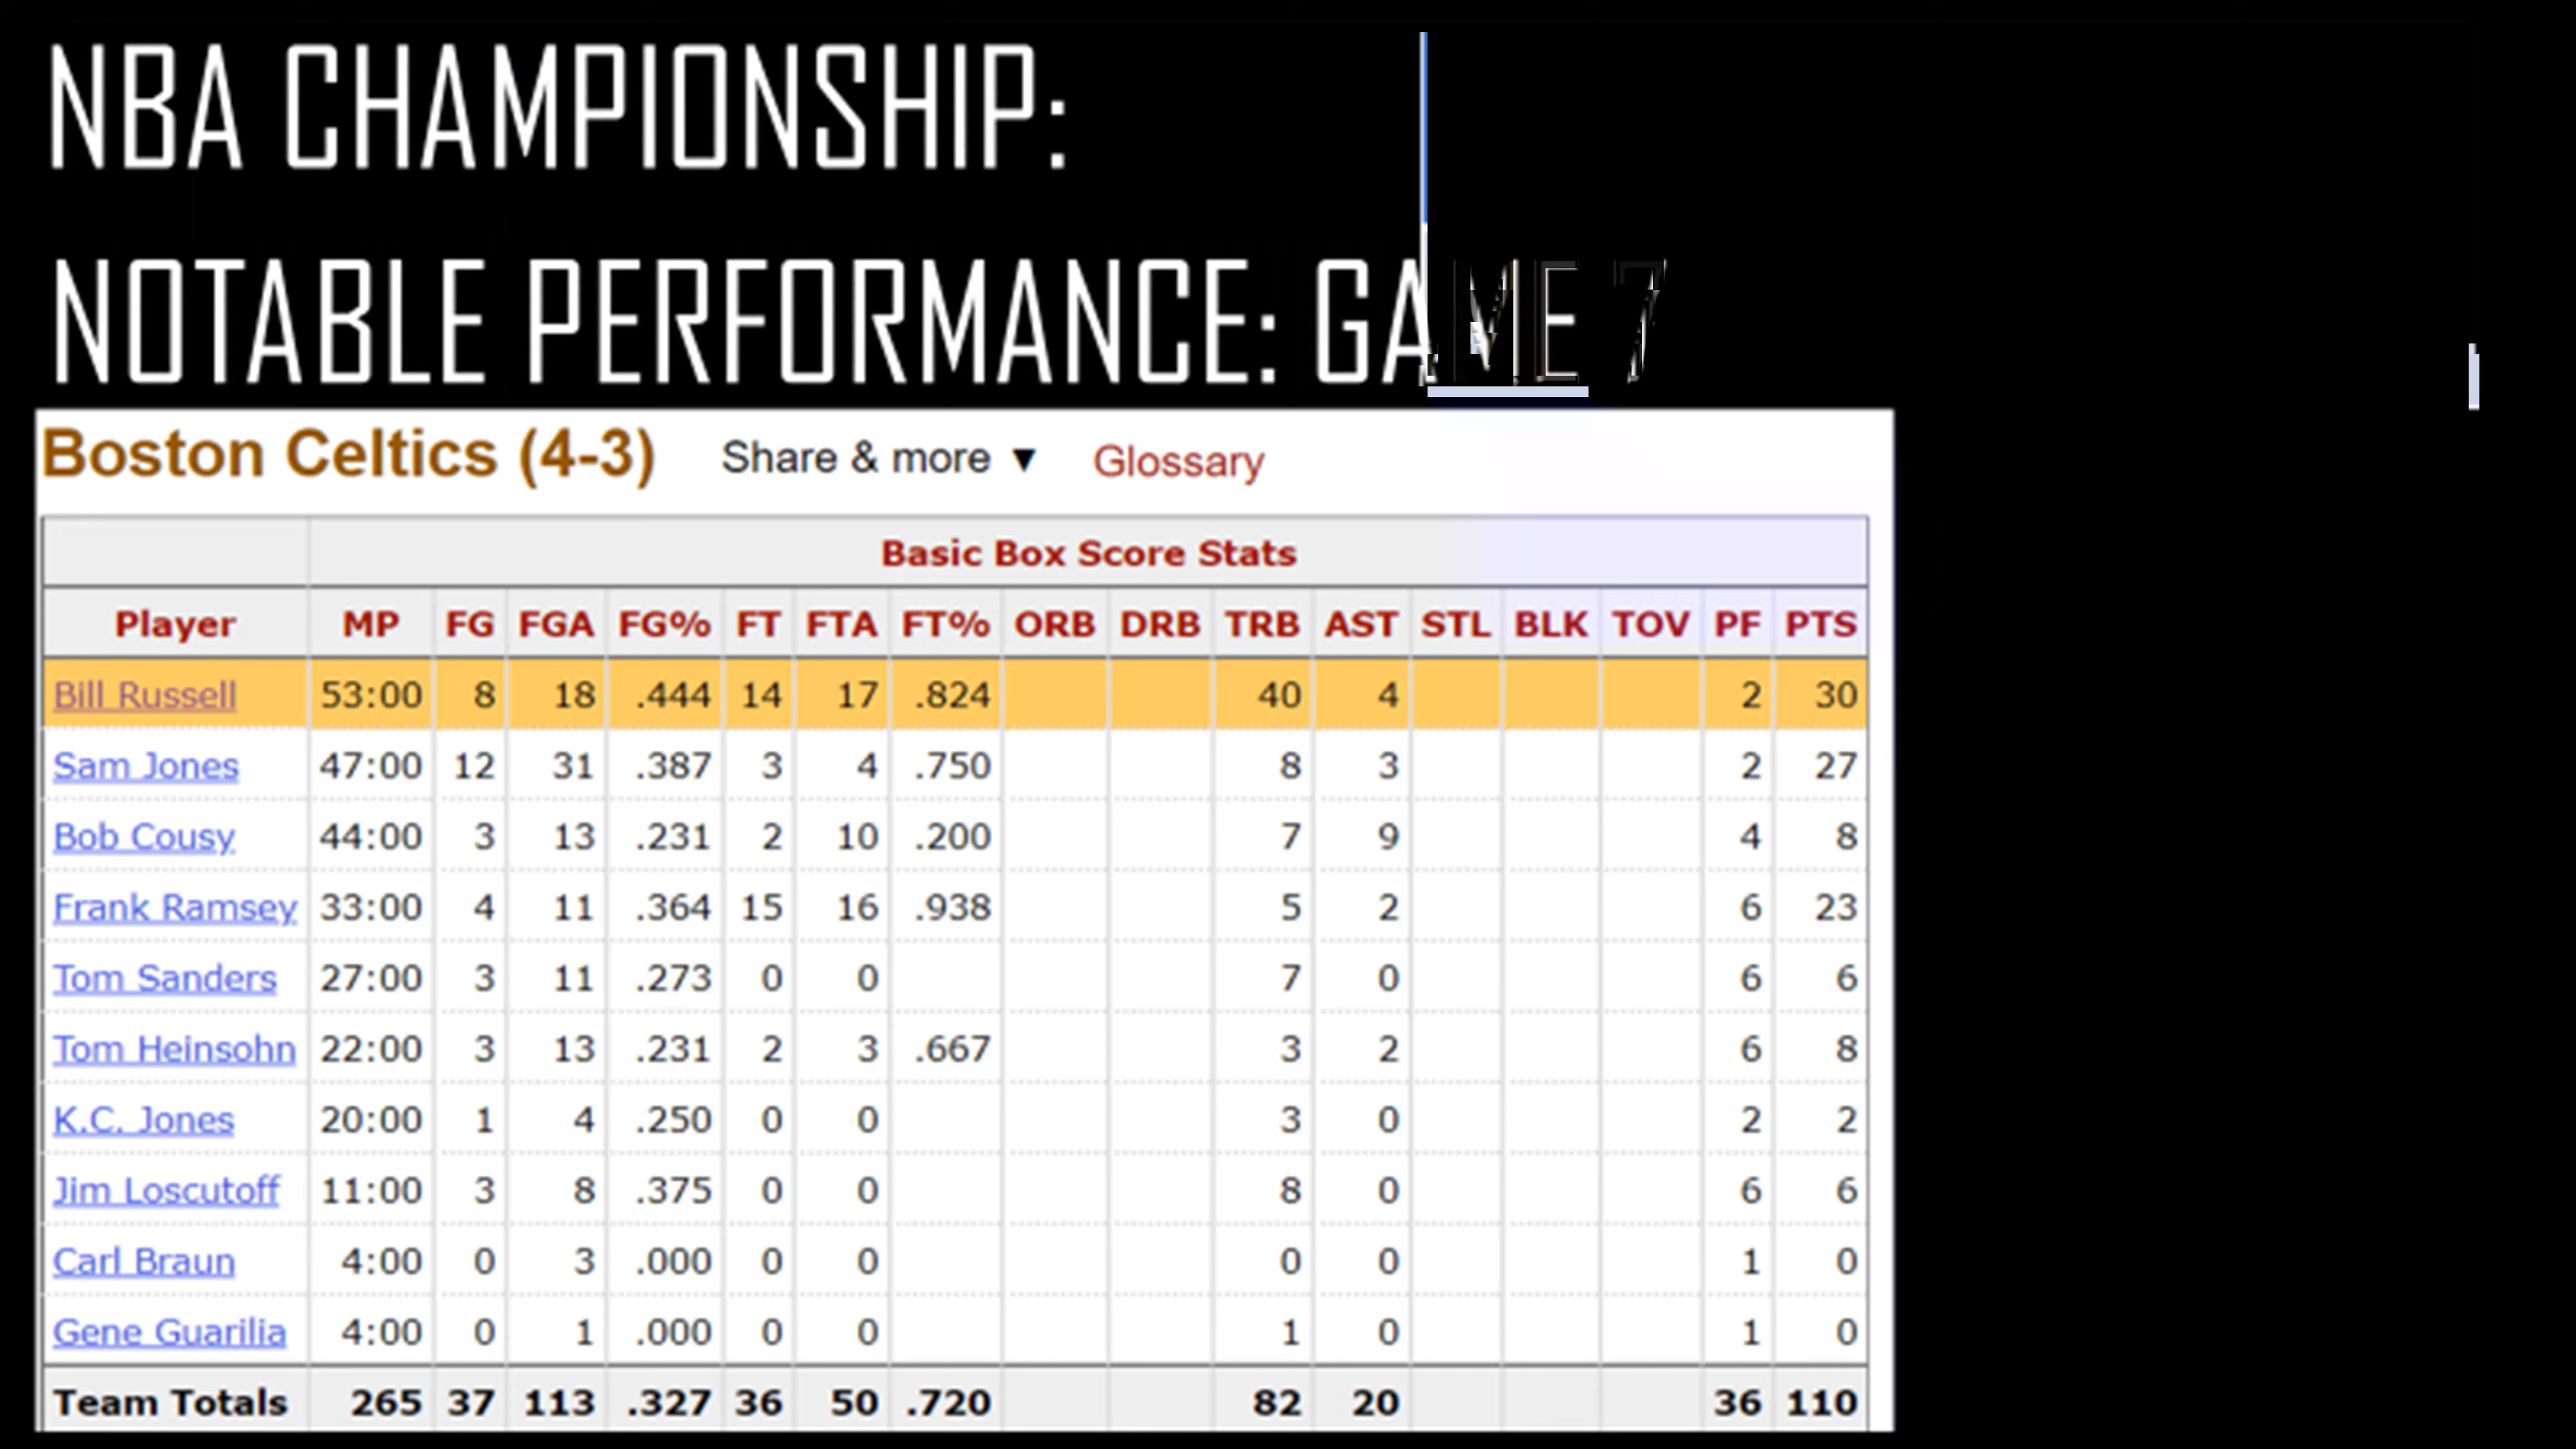 NBA CHAMPIONSHIP:
NOTABLE PERFORMANCE: GAME 7
Boston Celtics (4-3) Share & more ▼ Glossary
Basic Box Score Stats
Player MP FG FGA FG% FT FTA FT% ORB DRB TRB AST STL BLK TOV PF PTS
Bill Russell 53:00 8 18 .444 14 17 .824 40 4 2 30
Sam Jones 47:00 12 31 .387 3 4 .750 8 3 2 27
Bob Cousy 44:00 3 13 .231 2 10 .200 7 9 4 8
Frank Ramsey 33:00 4 11 .364 15 16 .938 5 2 6 23
Tom Sanders 27:00 3 11 .273 0 0 7 0 6 6
Tom Heinsohn 22:00 3 13 .231 2 3 .667 3 2 6 8
K.C. Jones 20:00 1 4 .250 0 0 3 0 2 2
Jim Loscutoff 11:00 3 8 .375 0 0 8 0 6 6
Carl Braun 4:00 0 3 .000 0 0 0 0 1 0
Gene Guarilia 4:00 0 1 .000 0 0 1 0 1 0
Team Totals 265 37 113 .327 36 50 .720 82 20 36 110